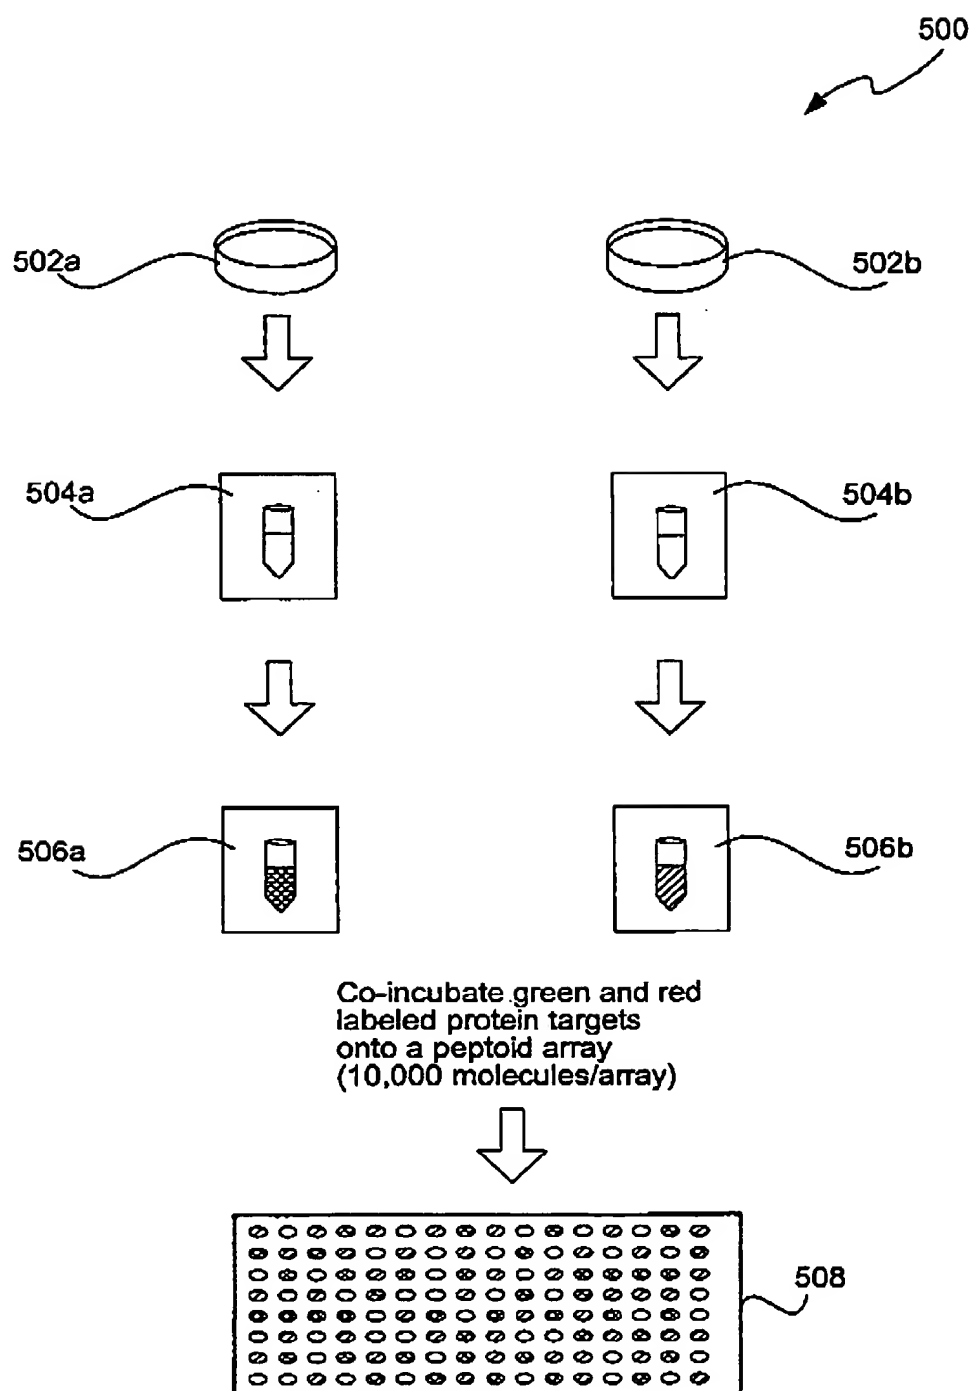 500
502a
502b
504a
504b
506a
506b
Co-incubate green and red
labeled protein targets
onto a peptoid array
(10,000 molecules/array)
508